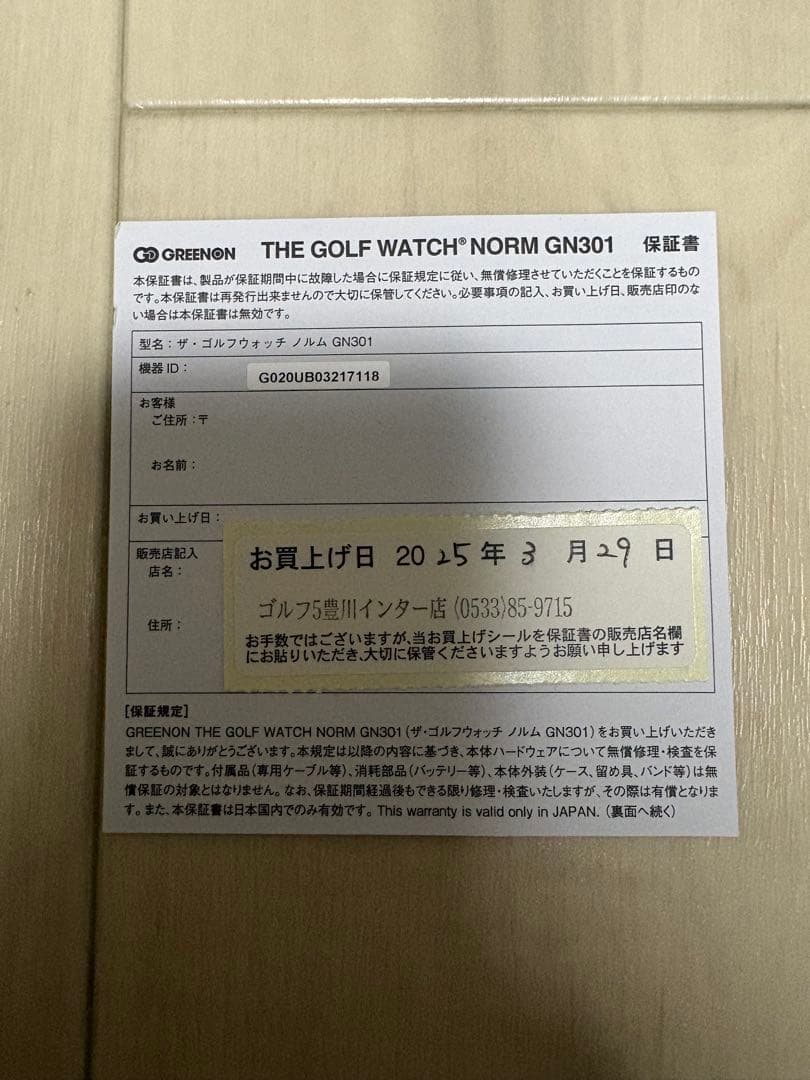 GREENON THE GOLF WATCH® NORM GN301 保証書
本保証書は、製品が保証期間中に故障した場合に保証規定に従い、無償修理させていただくことを保証するもの
です。本保証書は再発行出来ませんので大切に保管してください。必要事項の記入、お買い上げ日、販売店印のな
い場合は本保証書は無効です。
型名：ザ・ゴルフウォッチ ノルム GN301
機器 ID：
G020UB03217118
お客様
ご住所：〒
お名前：
お買い上げ日：
販売店記入
店名：
住所：
お買上げ日 2025年3月29日
ゴルフ5豊川インター店 (0533)85-9715
お手数ではございますが、当お買上げシールを保証書の販売店名欄
にお貼りいただき、大切に保管くださいますようお願い申し上げます
[保証規定]
GREENON THE GOLF WATCH NORM GN301（ザ・ゴルフウォッチ ノルム GN301）をお買い上げいただき
まして、誠にありがとうございます。本規定は以降の内容に基づき、本体ハードウェアについて無償修理・検査を保
証するものです。付属品（専用ケーブル等）、消耗部品（バッテリー等）、本体外装（ケース、留め具、バンド等）は無
償保証の対象とはなりません。なお、保証期間経過後もできる限り修理・検査いたしますが、その際は有償となりま
す。また、本保証書は日本国内でのみ有効です。This warranty is valid only in JAPAN.（裏面へ続く）